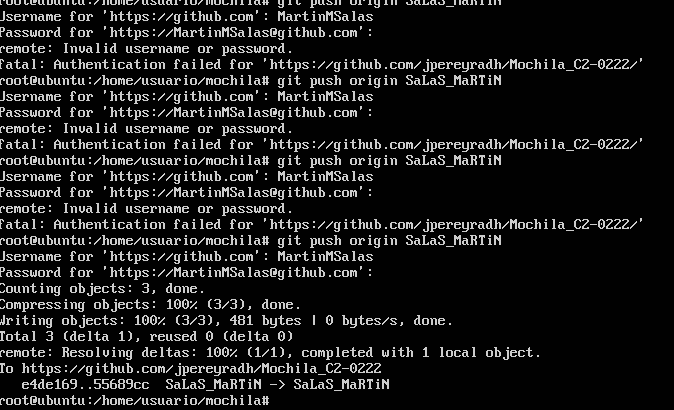 root@ubuntu:/home/usuario/mochila# git push origin SaLaS_MaRTiN
Username for 'https://github.com': MartinMSalas
Password for 'https://MartinMSalas@github.com':
remote: Invalid username or password.
fatal: Authentication failed for 'https://github.com/jpereyradh/Mochila_C2-0222/'
root@ubuntu:/home/usuario/mochila# git push origin SaLaS_MaRTiN
Username for 'https://github.com': MartinMSalas
Password for 'https://MartinMSalas@github.com':
remote: Invalid username or password.
fatal: Authentication failed for 'https://github.com/jpereyradh/Mochila_C2-0222/'
root@ubuntu:/home/usuario/mochila# git push origin SaLaS_MaRTiN
Username for 'https://github.com': MartinMSalas
Password for 'https://MartinMSalas@github.com':
remote: Invalid username or password.
fatal: Authentication failed for 'https://github.com/jpereyradh/Mochila_C2-0222/'
root@ubuntu:/home/usuario/mochila# git push origin SaLaS_MaRTiN
Username for 'https://github.com': MartinMSalas
Password for 'https://MartinMSalas@github.com':
Counting objects: 3, done.
Compressing objects: 100% (3/3), done.
Writing objects: 100% (3/3), 481 bytes | 0 bytes/s, done.
Total 3 (delta 1), reused 0 (delta 0)
remote: Resolving deltas: 100% (1/1), completed with 1 local object.
To https://github.com/jpereyradh/Mochila_C2-0222
e4de169..55689cc SaLaS_MaRTiN -> SaLaS_MaRTiN
root@ubuntu:/home/usuario/mochila#